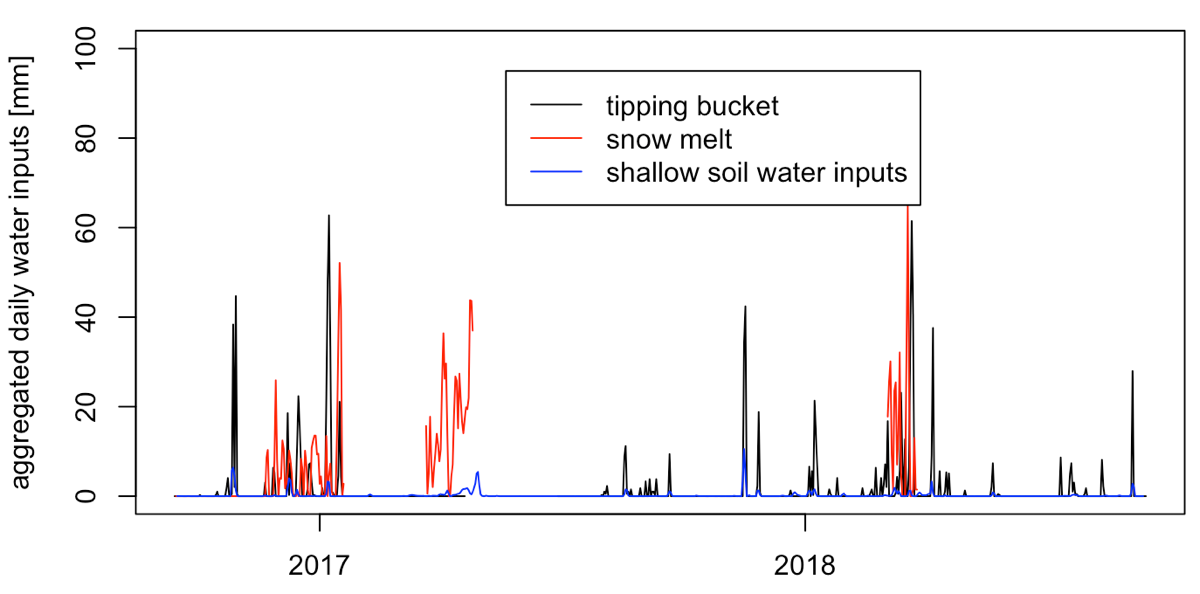 aggregated daily water inputs [mm]
100
80
60
40
20
0
tipping bucket
snow melt
shallow soil water inputs
2017
2018